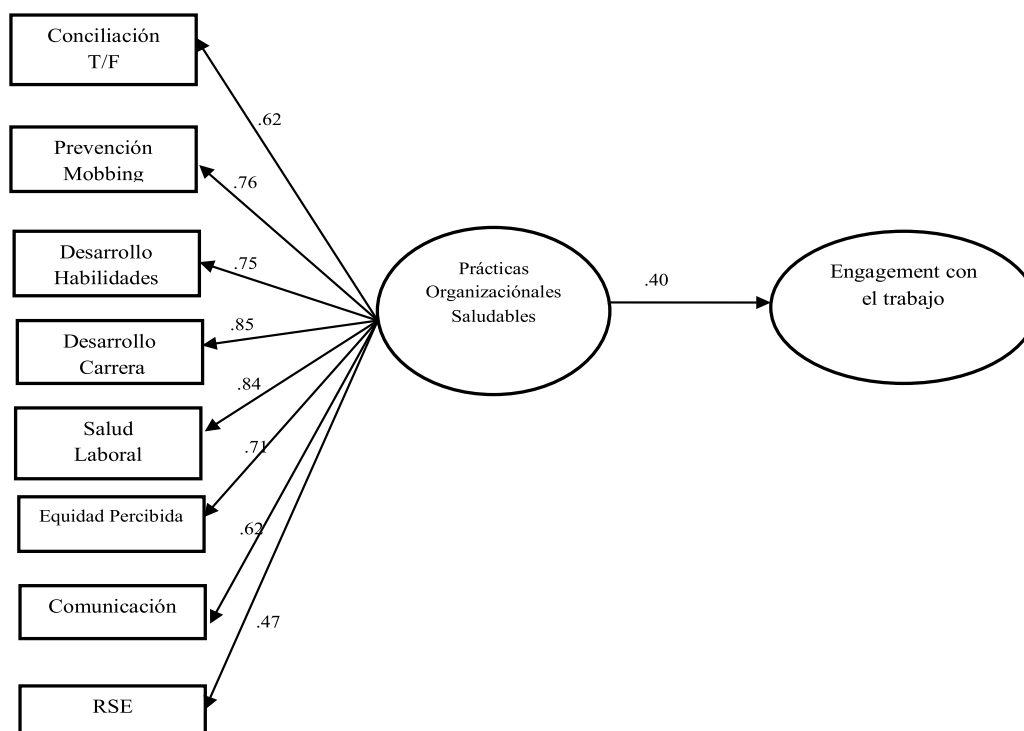 Conciliación
T/F
.62
Prevención
Mobbing
.76
Desarrollo
Habilidades
.75
Desarrollo
Carrera
.85
Salud
Laboral
.84
Equidad Percibida
.71
Comunicación
.62
RSE
.47
Prácticas
Organizaciónales
Saludables
.40
Engagement con
el trabajo